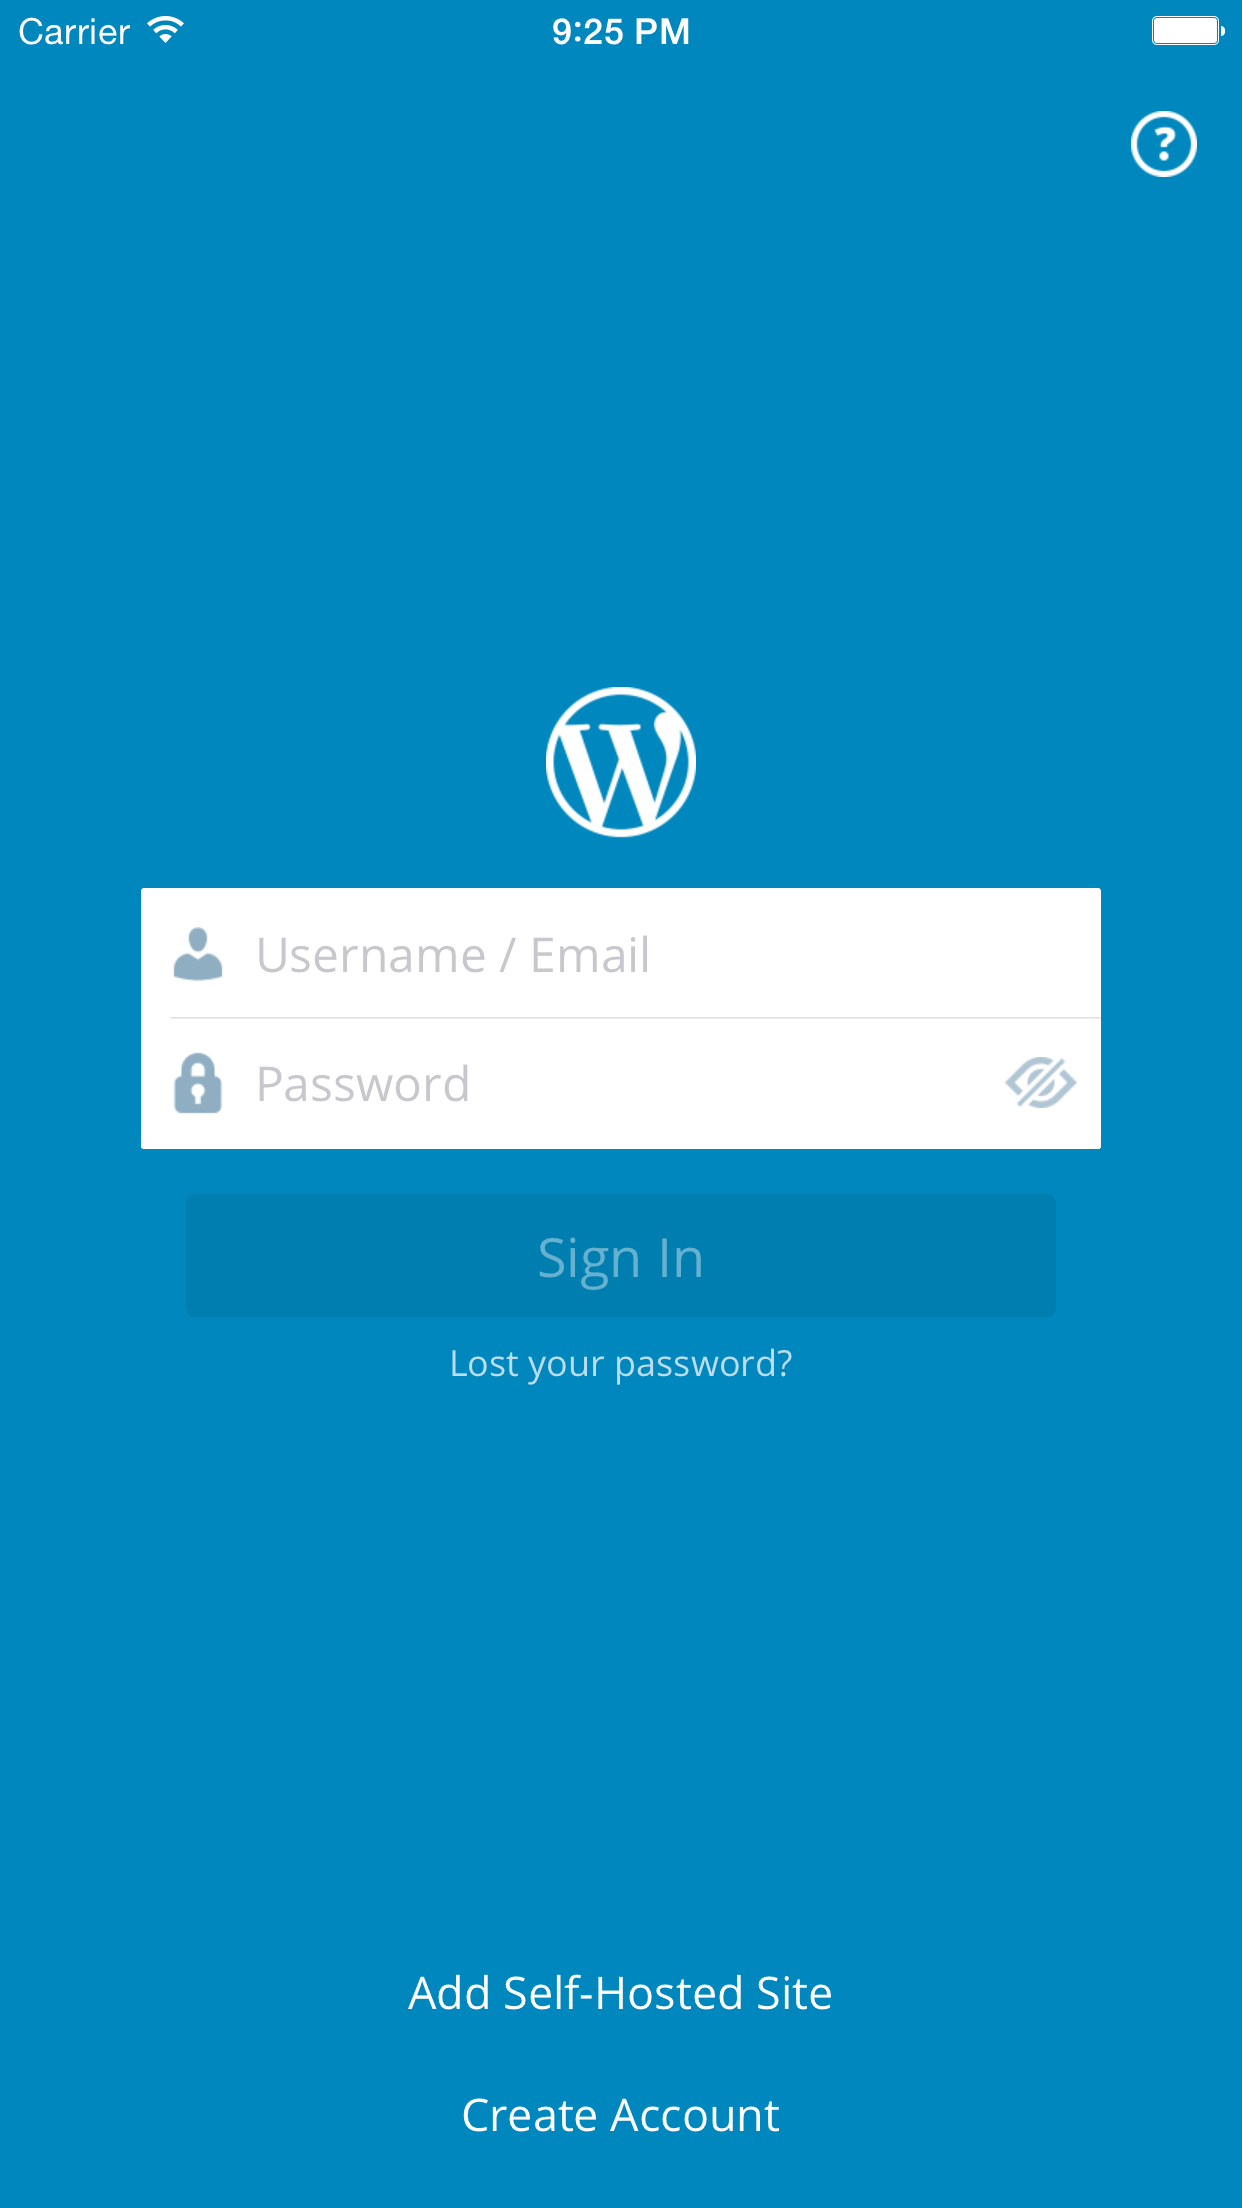 Carrier 9:25 PM
?
W
Username / Email
Password
Sign In
Lost your password?
Add Self-Hosted Site
Create Account